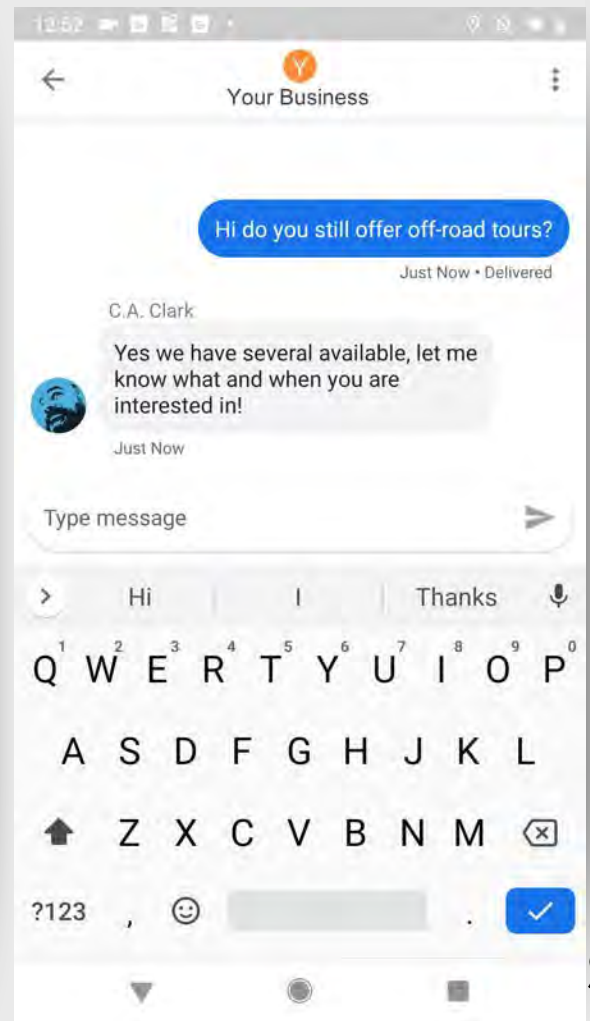 12:52
Y
Your Business
Hi do you still offer off-road tours?
Just Now • Delivered
C.A. Clark
Yes we have several available, let me
know what and when you are
interested in!
Just Now
Type message
Hi I Thanks
1 2 3 4 5 6 7 8 9 0
Q W E R T Y U I O P
A S D F G H J K L
Z X C V B N M
?123 , .